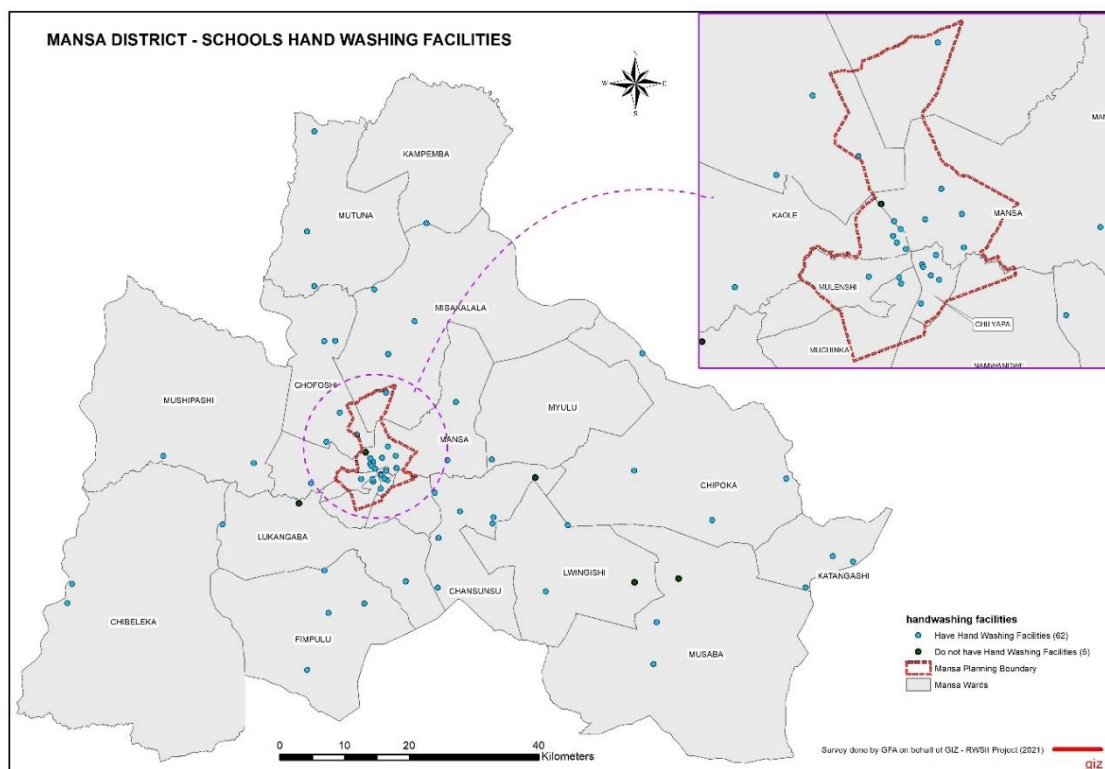 MANSA DISTRICT - SCHOOLS HAND WASHING FACILITIES
N
W E
S
KAMPEMBA
MUTUNA
MISAKALALA
CHOFOSHI
MUSHIPASHI
MYULU
MANSA
CHIPOKA
LUKANGABA
LWINGISHI
KATANGASHI
CHANSUNSU
CHIBELEKA
FIMPULU
MUSABA
KAOLE
MANSA
MULENSHI
CHILYAPA
MUCHINKA
handwashing facilities
Have Hand Washing Facilities (62)
Do not have Hand Washing Facilities (5)
Mansa Planning Boundary
Mansa Wards
0 5 10 20 40
Kilometers
Survey done by GFA on behalf of GIZ - RWSII Project (2021)
giz